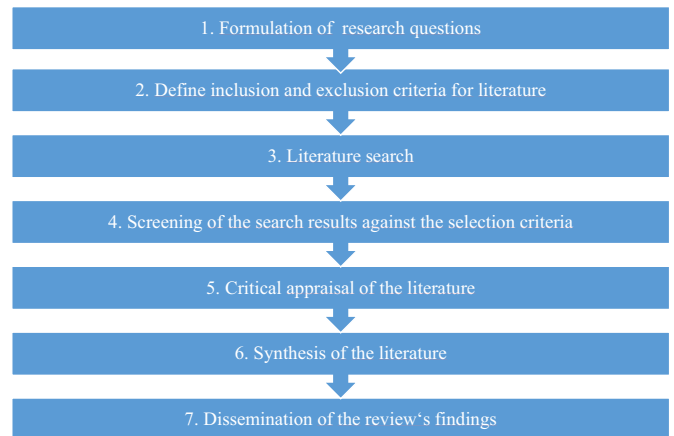 1. Formulation of research questions
2. Define inclusion and exclusion criteria for literature
3. Literature search
4. Screening of the search results against the selection criteria
5. Critical appraisal of the literature
6. Synthesis of the literature
7. Dissemination of the review‘s findings